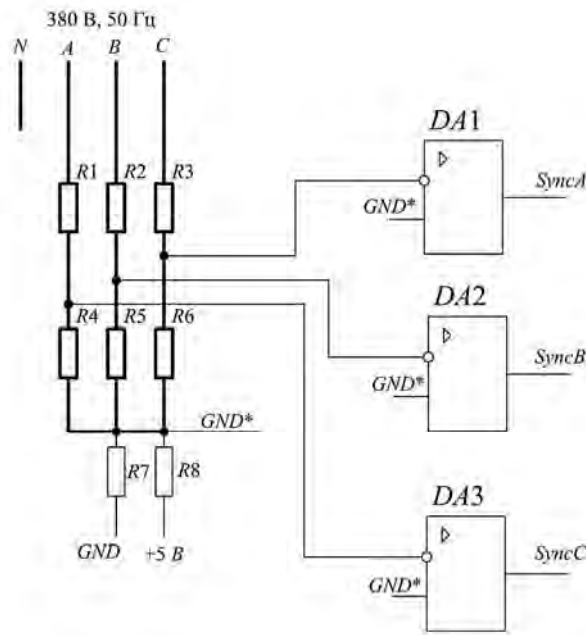 380 В, 50 Гц
N A B C
DA1
R1 R2 R3
SyncA
GND*
DA2
R4 R5 R6
SyncB
GND*
GND*
R7 R8
DA3
GND +5 В
SyncC
GND*